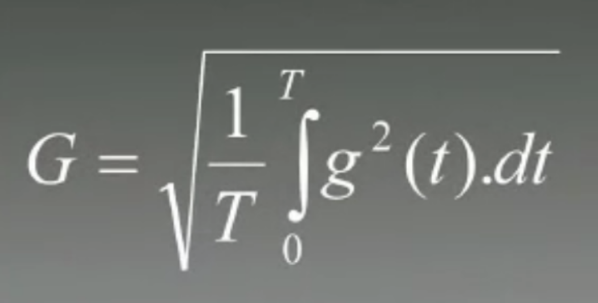 G = √(1/T ∫₀ᵀ g²(t).dt)